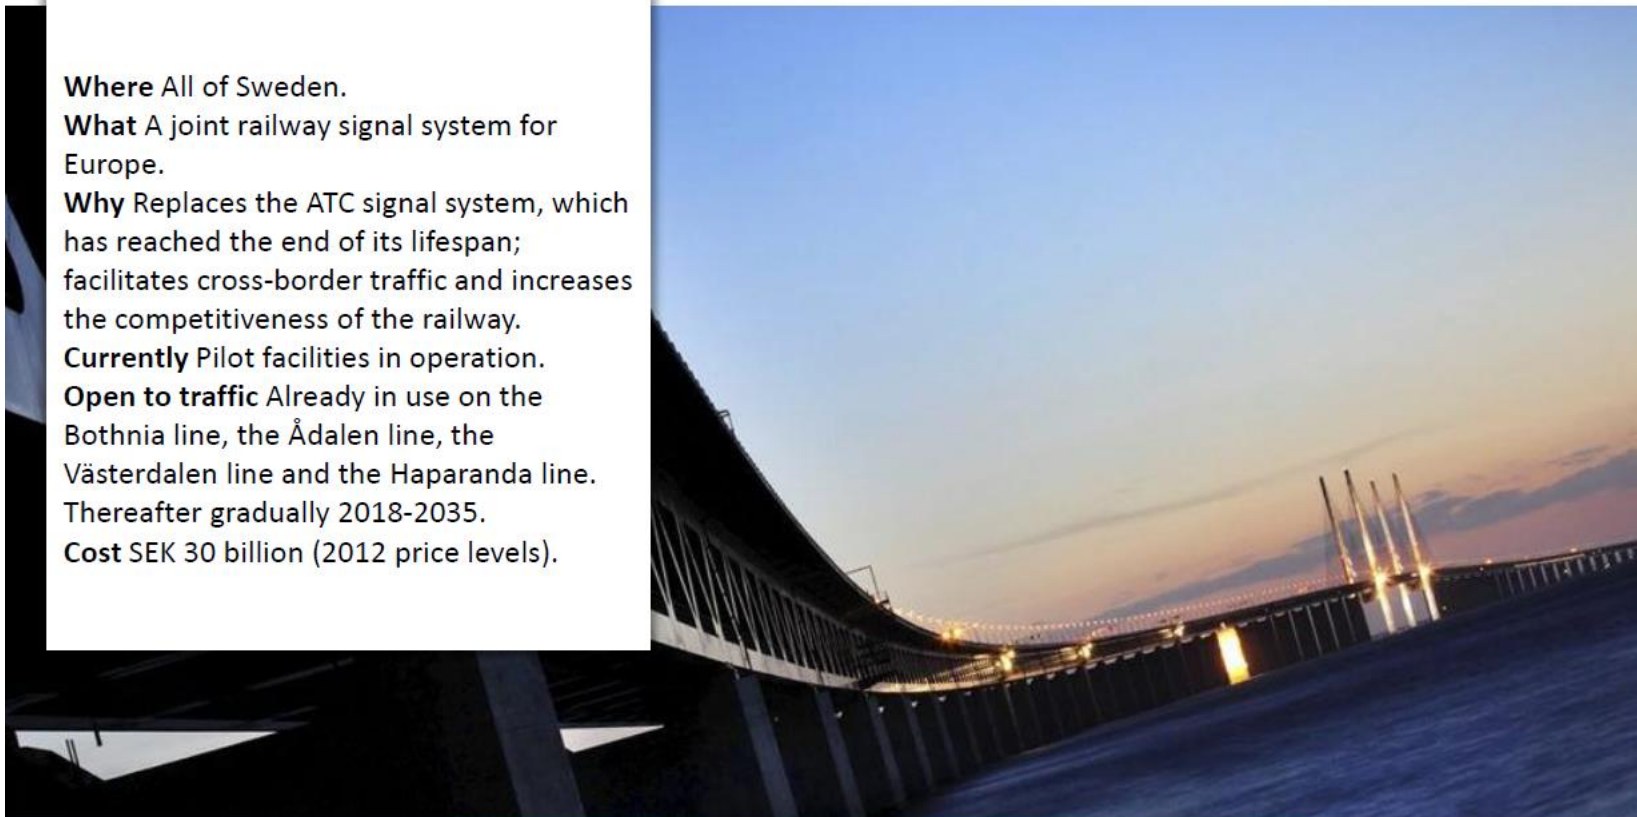 Where All of Sweden.
What A joint railway signal system for
Europe.
Why Replaces the ATC signal system, which
has reached the end of its lifespan;
facilitates cross-border traffic and increases
the competitiveness of the railway.
Currently Pilot facilities in operation.
Open to traffic Already in use on the
Bothnia line, the Ådalen line, the
Västerdalen line and the Haparanda line.
Thereafter gradually 2018-2035.
Cost SEK 30 billion (2012 price levels).